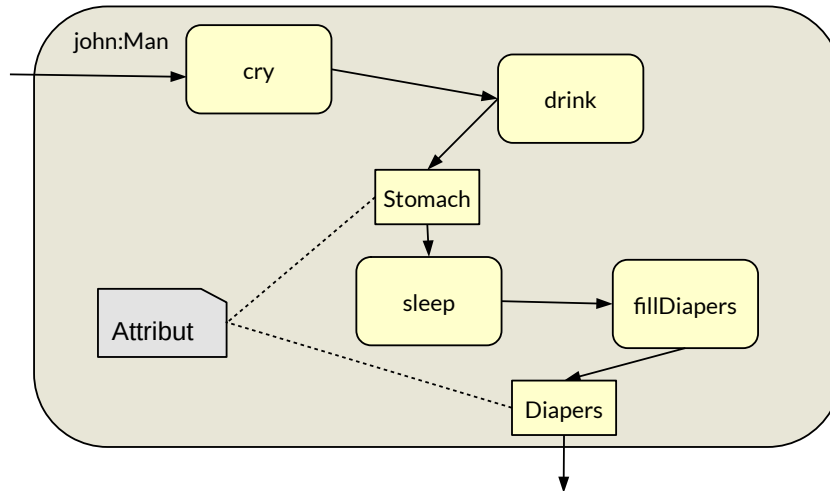 john:Man
cry
drink
Stomach
sleep
fillDiapers
Attribut
Diapers